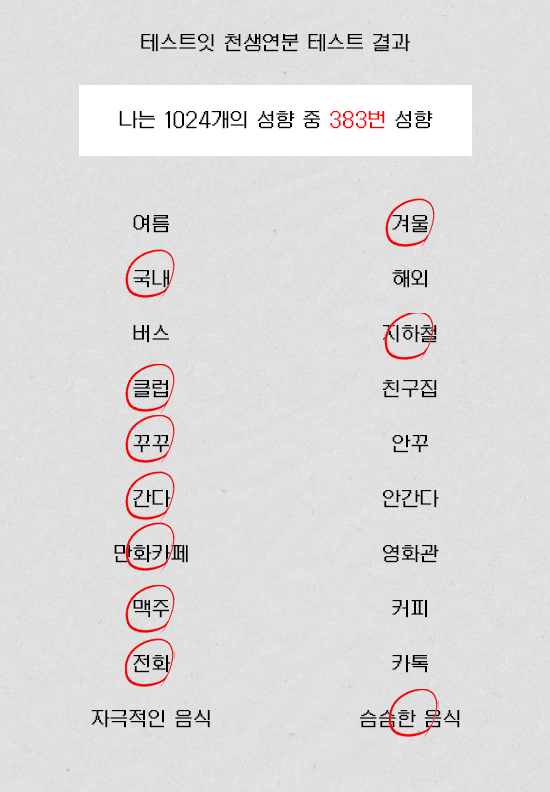 테스트잇 천생연분 테스트 결과
나는 1024개의 성향 중 383번 성향
여름 겨울
국내 해외
버스 지하철
클럽 친구집
꾸꾸 안꾸
간다 안간다
만화카페 영화관
맥주 커피
전화 카톡
자극적인 음식 슴슴한 음식